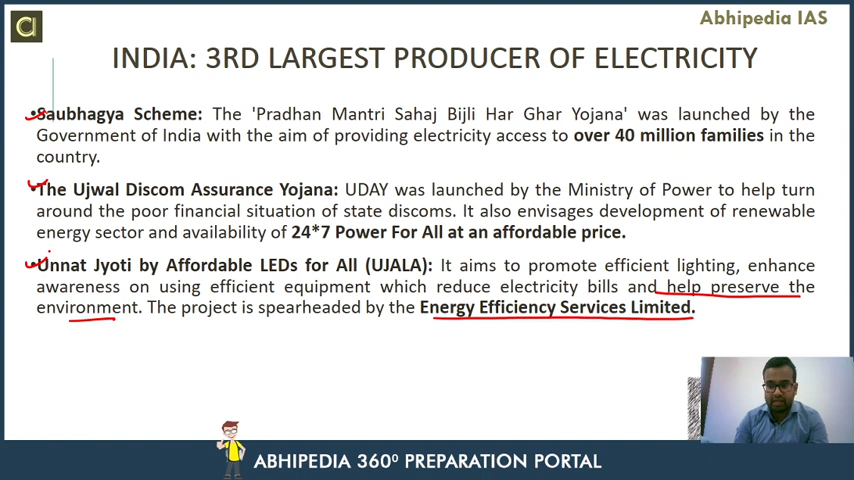 Abhipedia IAS
INDIA: 3RD LARGEST PRODUCER OF ELECTRICITY
•Saubhagya Scheme: The 'Pradhan Mantri Sahaj Bijli Har Ghar Yojana' was launched by the
Government of India with the aim of providing electricity access to over 40 million families in the
country.
•The Ujwal Discom Assurance Yojana: UDAY was launched by the Ministry of Power to help turn
around the poor financial situation of state discoms. It also envisages development of renewable
energy sector and availability of 24*7 Power For All at an affordable price.
•Unnat Jyoti by Affordable LEDs for All (UJALA): It aims to promote efficient lighting, enhance
awareness on using efficient equipment which reduce electricity bills and help preserve the
environment. The project is spearheaded by the Energy Efficiency Services Limited.
ABHIPEDIA 360⁰ PREPARATION PORTAL